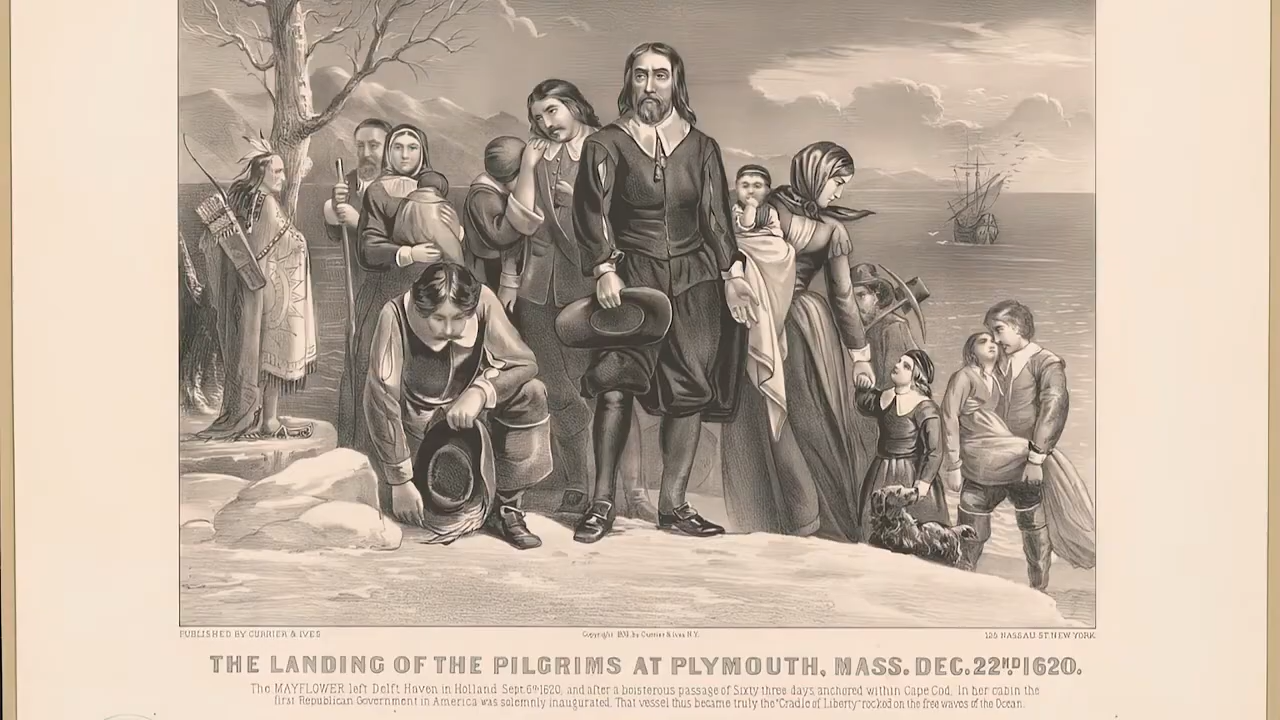 PUBLISHED BY CURRIER & IVES
Copyright by Currier & Ives N.Y.
NASSAU ST. NEW YORK
THE LANDING OF THE PILGRIMS AT PLYMOUTH, MASS. DEC. 22ND 1620.
The MAYFLOWER left Delft Haven in Holland Sept. 6th 1620, and after a boisterous passage of Sixty three days anchored within Cape Cod. In her cabin the
first Republican Government in America was solemnly inaugurated. That vessel thus became truly the "Cradle of Liberty" rocked on the free waves of the Ocean.